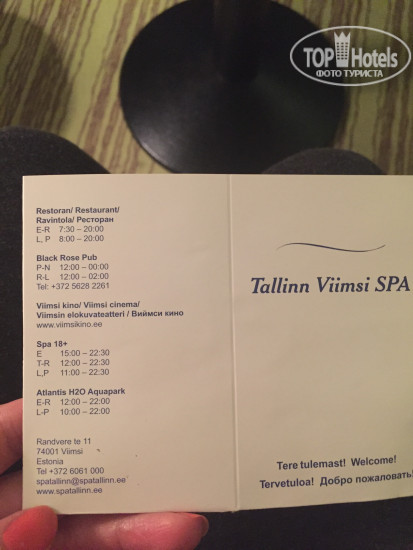 TOP Hotels
ФОТО ТУРИСТА
Restoran/ Restaurant/
Ravintola/ Ресторан
E-R 7:30 – 20:00
L, P 8:00 – 20:00
Black Rose Pub
P-N 12:00 – 00:00
R-L 12:00 – 02:00
Tel: +372 5628 2261
Viimsi kino/ Viimsi cinema/
Viimsin elokuvateatteri / Виймси кино
www.viimsikino.ee
Spa 18+
E 15:00 – 22:30
T-R 12:00 – 22:30
L,P 11:00 – 22:30
Atlantis H2O Aquapark
E-R 12:00 – 22:00
L-P 10:00 – 22:00
Randvere tee 11
74001 Viimsi
Estonia
Tel +372 6061 000
spatallinn@spatallinn.ee
www.spatallinn.ee
Tallinn Viimsi SPA
Tere tulemast! Welcome!
Tervetuloa! Добро пожаловать!